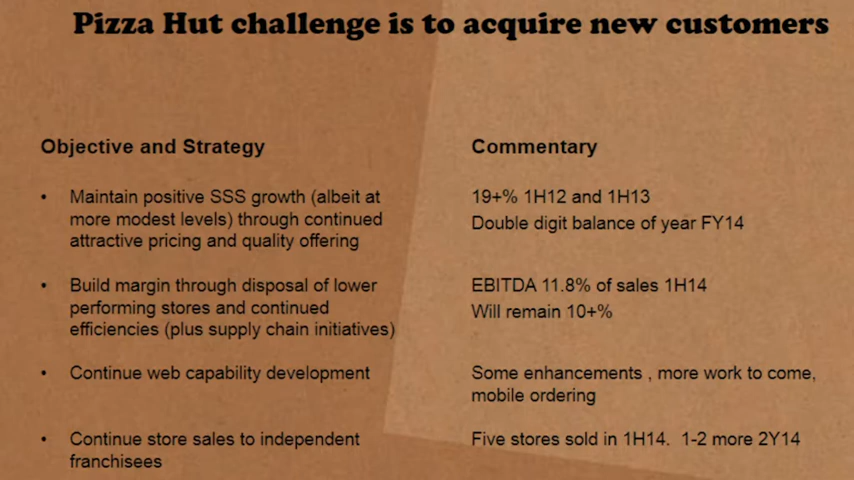 Pizza Hut challenge is to acquire new customers
Objective and Strategy
Commentary
• Maintain positive SSS growth (albeit at
more modest levels) through continued
attractive pricing and quality offering
19+% 1H12 and 1H13
Double digit balance of year FY14
• Build margin through disposal of lower
performing stores and continued
efficiencies (plus supply chain initiatives)
EBITDA 11.8% of sales 1H14
Will remain 10+%
• Continue web capability development
Some enhancements , more work to come,
mobile ordering
• Continue store sales to independent
franchisees
Five stores sold in 1H14. 1-2 more 2Y14